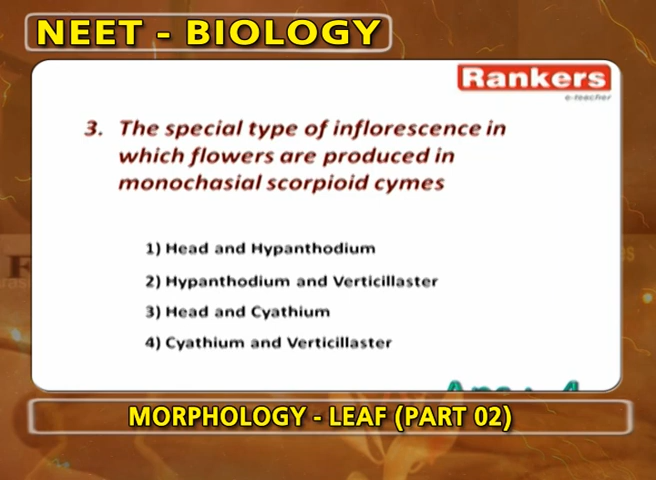 NEET - BIOLOGY
Rankers
e-teacher
3. The special type of inflorescence in
which flowers are produced in
monochasial scorpioid cymes
1) Head and Hypanthodium
2) Hypanthodium and Verticillaster
3) Head and Cyathium
4) Cyathium and Verticillaster
MORPHOLOGY - LEAF (PART 02)